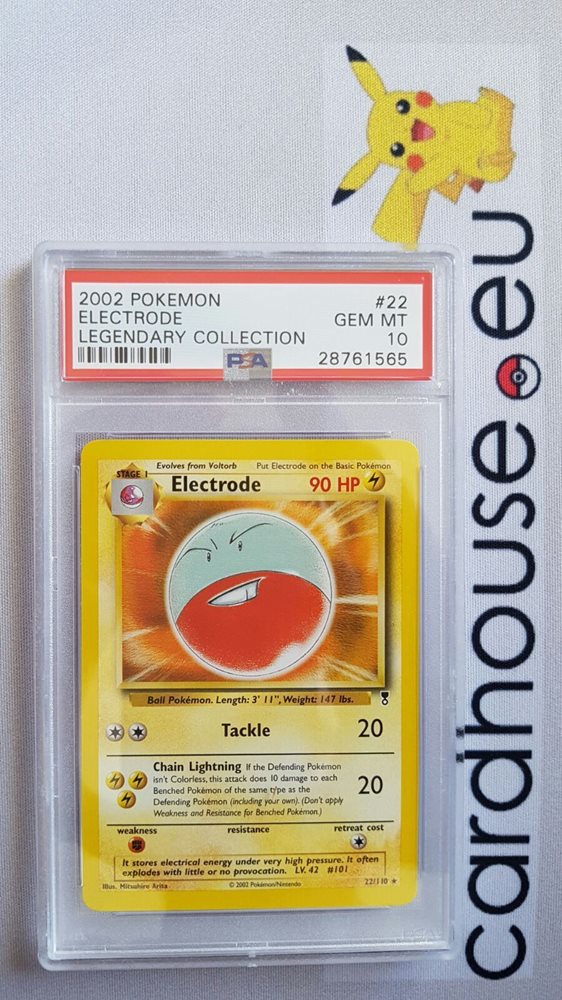 2002 POKEMON #22
ELECTRODE GEM MT
LEGENDARY COLLECTION 10
PSA 28761565
STAGE 1
Evolves from Voltorb Put Electrode on the Basic Pokémon
Electrode 90 HP
Ball Pokémon. Length: 3' 11", Weight: 147 lbs.
Tackle 20
Chain Lightning If the Defending Pokémon
isn't Colorless, this attack does 10 damage to each
Benched Pokémon of the same type as the
Defending Pokémon (including your own). (Don't apply
Weakness and Resistance for Benched Pokémon.)
20
weakness resistance retreat cost
It stores electrical energy under very high pressure. It often
explodes with little or no provocation. LV. 42 #101
Illus. Mitsuhiro Arita © 2002 Pokémon/Nintendo 22/110 ★
cardhouse.eu